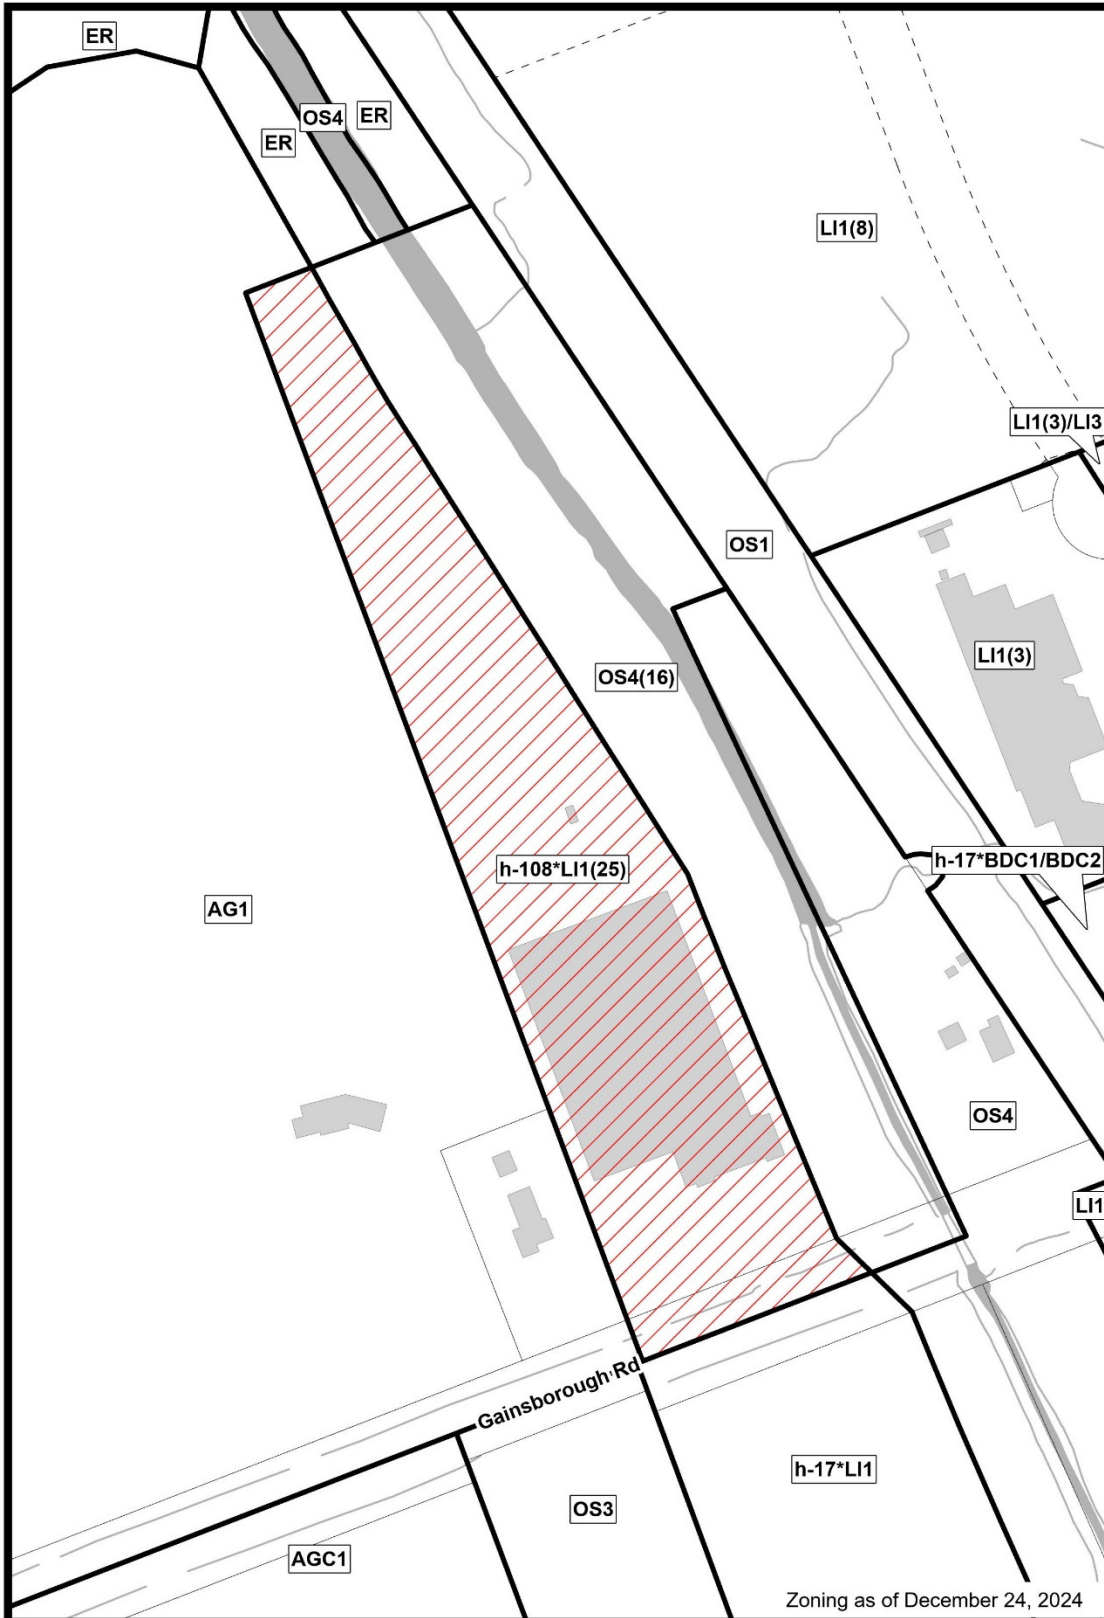 ER
OS4
ER
ER
LI1(8)
LI1(3)/LI3
OS1
LI1(3)
OS4(16)
h-17*BDC1/BDC2
h-108*LI1(25)
AG1
OS4
LI1
Gainsborough Rd
h-17*LI1
OS3
AGC1
Zoning as of December 24, 2024